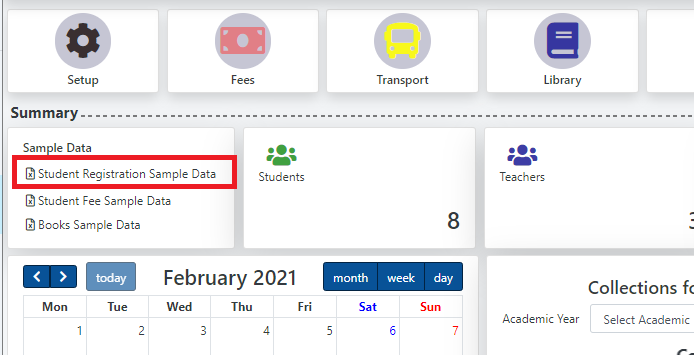 Setup
Fees
Transport
Library
Summary
Sample Data
Student Registration Sample Data
Student Fee Sample Data
Books Sample Data
Students
8
Teachers
today
February 2021
month week day
Mon Tue Wed Thu Fri Sat Sun
1 2 3 4 5 6 7
Collections fo
Academic Year
Select Academic